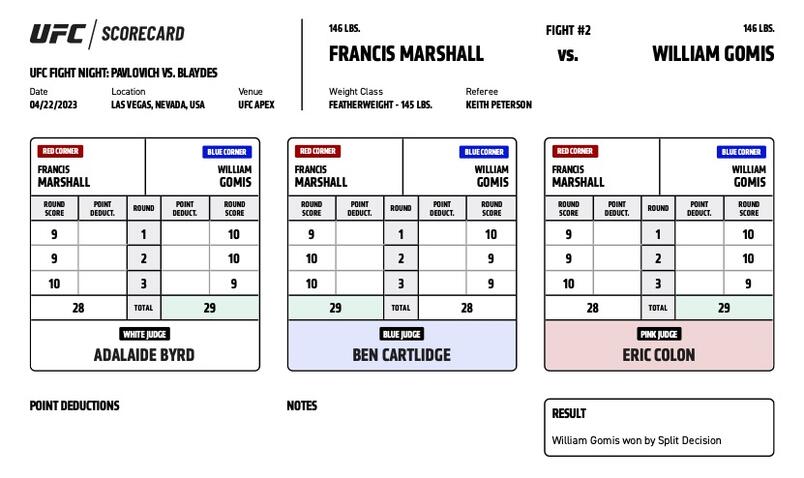 UFC / SCORECARD
UFC FIGHT NIGHT: PAVLOVICH VS. BLAYDES
Date Location Venue
04/22/2023 LAS VEGAS, NEVADA, USA UFC APEX
146 LBS. FIGHT #2 146 LBS.
FRANCIS MARSHALL VS. WILLIAM GOMIS
Weight Class Referee
FEATHERWEIGHT - 145 LBS. KEITH PETERSON
RED CORNER BLUE CORNER
FRANCIS WILLIAM
MARSHALL GOMIS
ROUND POINT ROUND POINT ROUND
SCORE DEDUCT. DEDUCT. SCORE
9 1 10
9 2 10
10 3 9
28 TOTAL 29
WHITE JUDGE
ADALAIDE BYRD
RED CORNER BLUE CORNER
FRANCIS WILLIAM
MARSHALL GOMIS
ROUND POINT ROUND POINT ROUND
SCORE DEDUCT. DEDUCT. SCORE
9 1 10
10 2 10
10 3 9
29 TOTAL 28
BLUE JUDGE
BEN CARTLIDGE
RED CORNER BLUE CORNER
FRANCIS WILLIAM
MARSHALL GOMIS
ROUND POINT ROUND POINT ROUND
SCORE DEDUCT. DEDUCT. SCORE
9 1 10
9 2 10
10 3 9
28 TOTAL 29
PINK JUDGE
ERIC COLON
POINT DEDUCTIONS
NOTES
RESULT
William Gomis won by Split Decision